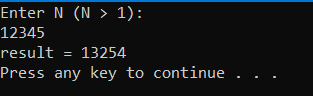 Enter N (N > 1):
12345
result = 13254
Press any key to continue . . .